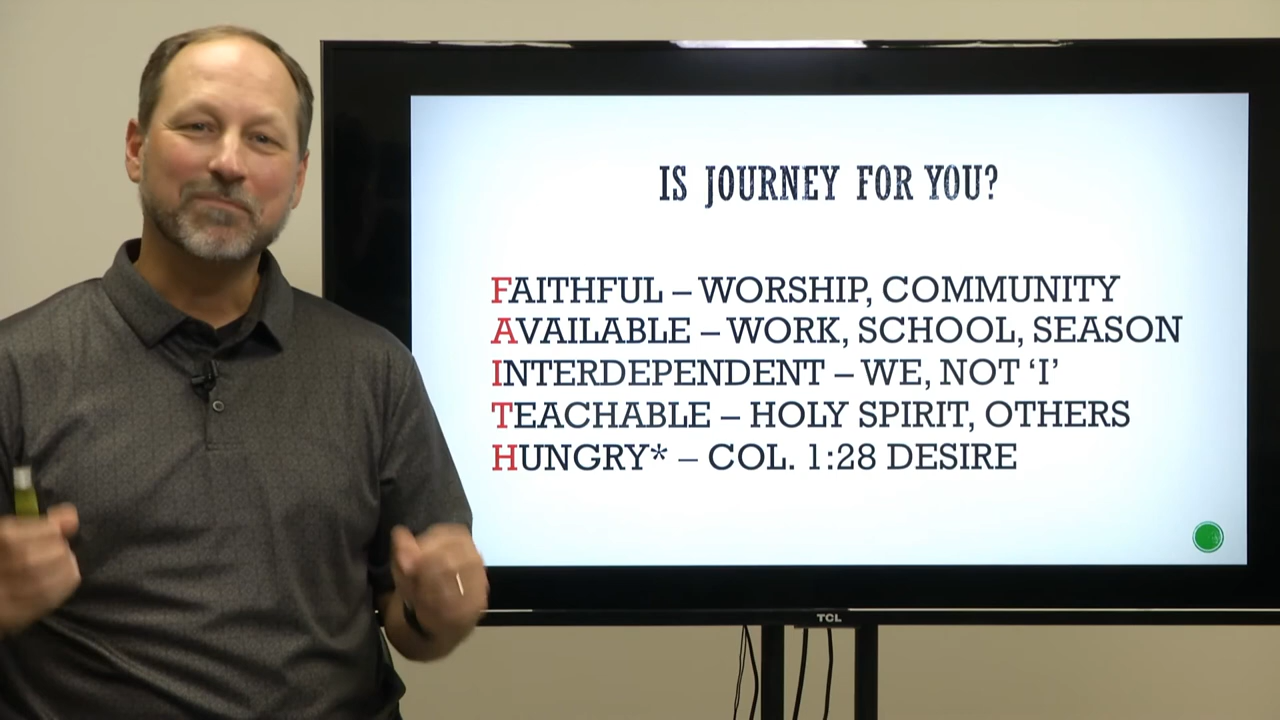 IS JOURNEY FOR YOU?
FAITHFUL – WORSHIP, COMMUNITY
AVAILABLE – WORK, SCHOOL, SEASON
INTERDEPENDENT – WE, NOT ‘I’
TEACHABLE – HOLY SPIRIT, OTHERS
HUNGRY* – COL. 1:28 DESIRE
TCL